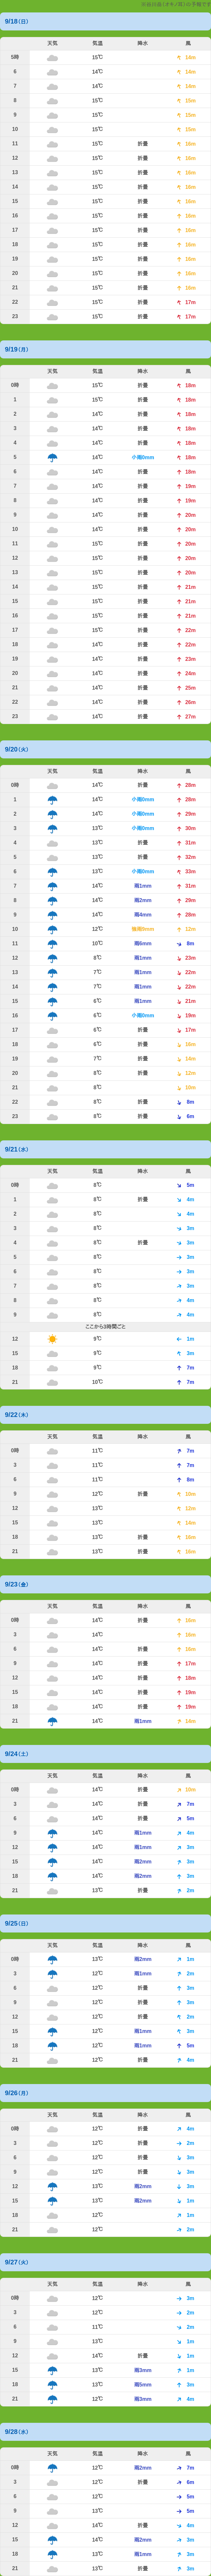 9/18(日)
天気 気温 降水 風
5時 15℃ 14m
6 14℃ 14m
7 14℃ 14m
8 15℃ 15m
9 15℃ 15m
10 15℃ 15m
11 15℃ 折畳 16m
12 15℃ 折畳 16m
13 15℃ 折畳 16m
14 15℃ 折畳 16m
15 15℃ 折畳 16m
16 15℃ 折畳 16m
17 15℃ 折畳 16m
18 15℃ 折畳 16m
19 15℃ 折畳 16m
20 15℃ 折畳 16m
21 15℃ 折畳 16m
22 15℃ 折畳 17m
23 15℃ 折畳 17m
9/19(月)
天気 気温 降水 風
0時 15℃ 折畳 18m
1 15℃ 折畳 18m
2 14℃ 折畳 18m
3 14℃ 折畳 18m
4 14℃ 折畳 18m
5 14℃ 小雨0mm 18m
6 14℃ 折畳 18m
7 14℃ 折畳 19m
8 14℃ 折畳 19m
9 14℃ 折畳 20m
10 14℃ 折畳 20m
11 15℃ 折畳 20m
12 15℃ 折畳 20m
13 15℃ 折畳 20m
14 15℃ 折畳 21m
15 15℃ 折畳 21m
16 15℃ 折畳 21m
17 15℃ 折畳 22m
18 14℃ 折畳 22m
19 14℃ 折畳 23m
20 14℃ 折畳 24m
21 14℃ 折畳 25m
22 14℃ 折畳 26m
23 14℃ 折畳 27m
9/20(火)
天気 気温 降水 風
0時 14℃ 折畳 28m
1 14℃ 小雨0mm 28m
2 14℃ 小雨0mm 29m
3 13℃ 小雨0mm 30m
4 13℃ 折畳 31m
5 13℃ 折畳 32m
6 13℃ 小雨0mm 33m
7 14℃ 雨1mm 31m
8 14℃ 雨2mm 29m
9 14℃ 雨4mm 28m
10 12℃ 12m
11 10℃ 雨6mm 8m
12 8℃ 雨1mm 23m
13 7℃ 雨1mm 22m
14 7℃ 雨1mm 22m
15 6℃ 雨1mm 21m
16 6℃ 小雨0mm 19m
17 6℃ 折畳 17m
18 6℃ 折畳 16m
19 7℃ 折畳 14m
20 8℃ 折畳 12m
21 8℃ 10m
22 8℃ 折畳 8m
23 8℃ 折畳 6m
9/21(水)
天気 気温 降水 風
0時 8℃ 5m
1 8℃ 折畳 4m
2 8℃ 4m
3 8℃ 3m
4 8℃ 折畳 3m
5 8℃ 3m
6 8℃ 3m
7 8℃ 3m
8 8℃ 4m
9 8℃ 4m
ここから3時間ごと
12 9℃ 1m
15 9℃ 3m
18 9℃ 7m
21 10℃ 7m
9/22(木)
天気 気温 降水 風
0時 11℃ 7m
3 11℃ 7m
6 11℃ 8m
9 12℃ 折畳 10m
12 13℃ 12m
15 13℃ 14m
18 13℃ 折畳 16m
21 13℃ 折畳 16m
9/23(金)
天気 気温 降水 風
0時 14℃ 折畳 16m
3 14℃ 16m
6 14℃ 折畳 16m
9 14℃ 折畳 17m
12 14℃ 折畳 18m
15 14℃ 折畳 19m
18 14℃ 折畳 19m
21 14℃ 雨1mm 14m
9/24(土)
天気 気温 降水 風
0時 14℃ 折畳 10m
3 14℃ 折畳 7m
6 14℃ 折畳 5m
9 14℃ 雨1mm 4m
12 14℃ 雨1mm 3m
15 14℃ 雨2mm 3m
18 14℃ 雨2mm 3m
21 13℃ 折畳 2m
9/25(日)
天気 気温 降水 風
0時 13℃ 雨2mm 1m
3 12℃ 雨1mm 2m
6 12℃ 折畳 3m
9 12℃ 折畳 3m
12 12℃ 折畳 2m
15 12℃ 雨1mm 3m
18 12℃ 雨1mm 5m
21 12℃ 折畳 4m
9/26(月)
天気 気温 降水 風
0時 12℃ 折畳 4m
3 12℃ 折畳 2m
6 12℃ 折畳 3m
9 12℃ 折畳 3m
12 13℃ 雨2mm 3m
15 13℃ 雨2mm 1m
18 12℃ 1m
21 12℃ 2m
9/27(火)
天気 気温 降水 風
0時 12℃ 3m
3 12℃ 2m
6 11℃ 2m
9 13℃ 1m
12 14℃ 折畳 1m
15 13℃ 雨3mm 1m
18 13℃ 雨5mm 3m
21 12℃ 雨3mm 4m
9/28(水)
天気 気温 降水 風
0時 12℃ 雨2mm 7m
3 12℃ 折畳 6m
6 12℃ 5m
9 13℃ 5m
12 14℃ 折畳 4m
15 14℃ 雨2mm 3m
18 13℃ 雨1mm 3m
21 13℃ 折畳 3m